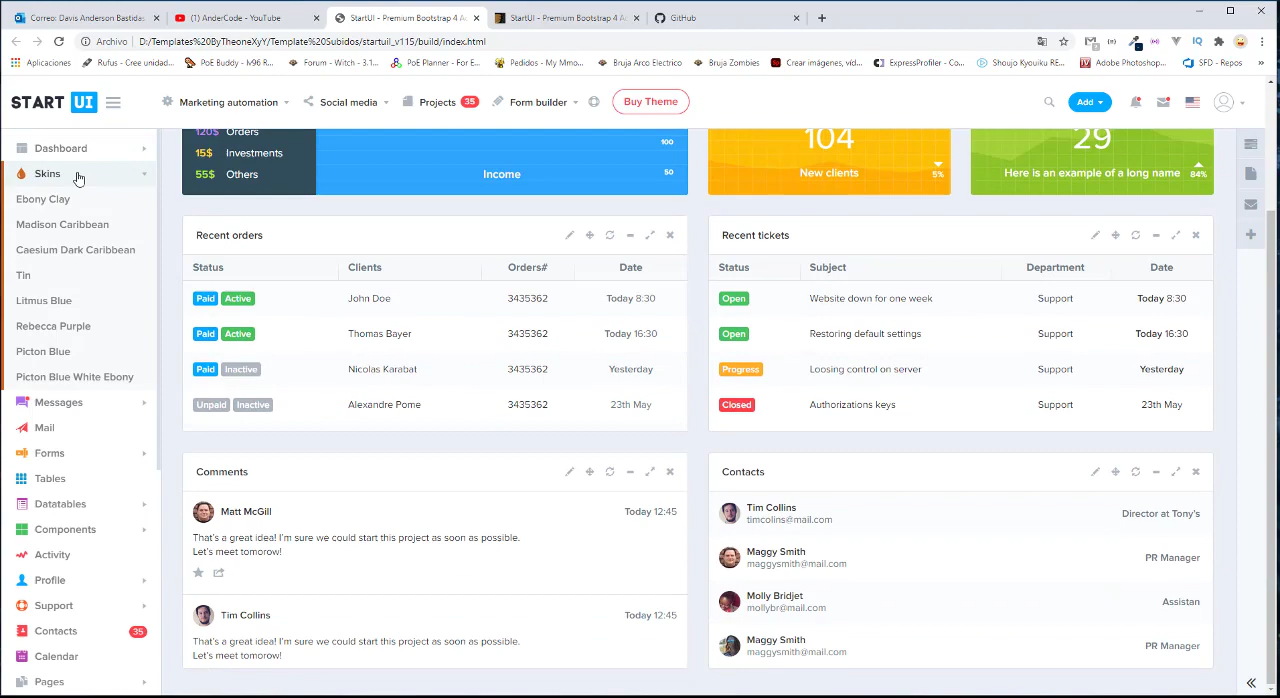 Correo: Davis Anderson Bastidas
(1) AnderCode - YouTube
StartUI - Premium Bootstrap 4 A
StartUI - Premium Bootstrap 4 A
GitHub
Archivo
D:/Templates%20ByTheoneXyY/Template%20Subidos/startuil_v115/build/index.html
Aplicaciones
Rufus - Cree unidad...
PoE Buddy - lv96 R...
Forum - Witch - 3.1...
PoE Planner - For E...
Pedidos - My Mmo...
Bruja Arco Electrico
Bruja Zombies
Crear imágenes, víd...
ExpressProfiler - Co...
Shoujo Kyouiku RE...
Adobe Photoshop...
SFD - Repos
START UI
Marketing automation
Social media
Projects 35
Form builder
Buy Theme
Add
Dashboard
Skins
Ebony Clay
Madison Caribbean
Caesium Dark Caribbean
Tin
Litmus Blue
Rebecca Purple
Picton Blue
Picton Blue White Ebony
Messages
Mail
Forms
Tables
Datatables
Components
Activity
Profile
Support
Contacts 35
Calendar
Pages
120$ Orders
15$ Investments
55$ Others
100
50
Income
104
New clients
5%
29
Here is an example of a long name
84%
Recent orders
Status Clients Orders# Date
Paid Active John Doe 3435362 Today 8:30
Paid Active Thomas Bayer 3435362 Today 16:30
Paid Inactive Nicolas Karabat 3435362 Yesterday
Unpaid Inactive Alexandre Pome 3435362 23th May
Recent tickets
Status Subject Department Date
Open Website down for one week Support Today 8:30
Open Restoring default settings Support Today 16:30
Progress Loosing control on server Support Yesterday
Closed Authorizations keys Support 23th May
Comments
Matt McGill Today 12:45
That's a great idea! I'm sure we could start this project as soon as possible.
Let's meet tomorow!
Tim Collins Today 12:45
That's a great idea! I'm sure we could start this project as soon as possible.
Let's meet tomorow!
Contacts
Tim Collins
timcolins@mail.com
Director at Tony's
Maggy Smith
maggysmith@mail.com
PR Manager
Molly Bridjet
mollybr@mail.com
Assistan
Maggy Smith
maggysmith@mail.com
PR Manager